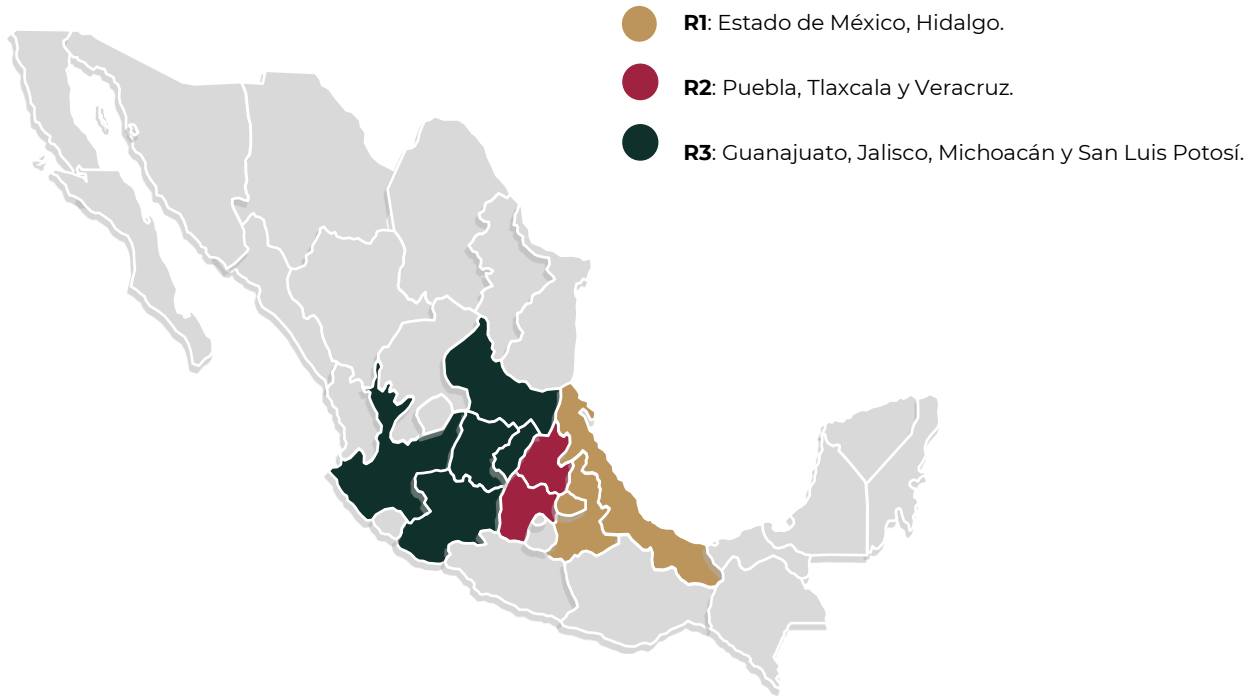 R1: Estado de México, Hidalgo.
R2: Puebla, Tlaxcala y Veracruz.
R3: Guanajuato, Jalisco, Michoacán y San Luis Potosí.